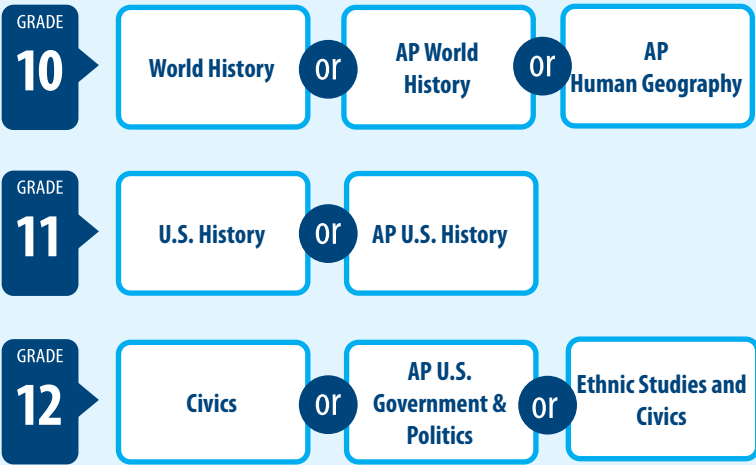 GRADE
10
World History
or
AP World
History
or
AP
Human Geography
GRADE
11
U.S. History
or
AP U.S. History
GRADE
12
Civics
or
AP U.S.
Government &
Politics
or
Ethnic Studies and
Civics